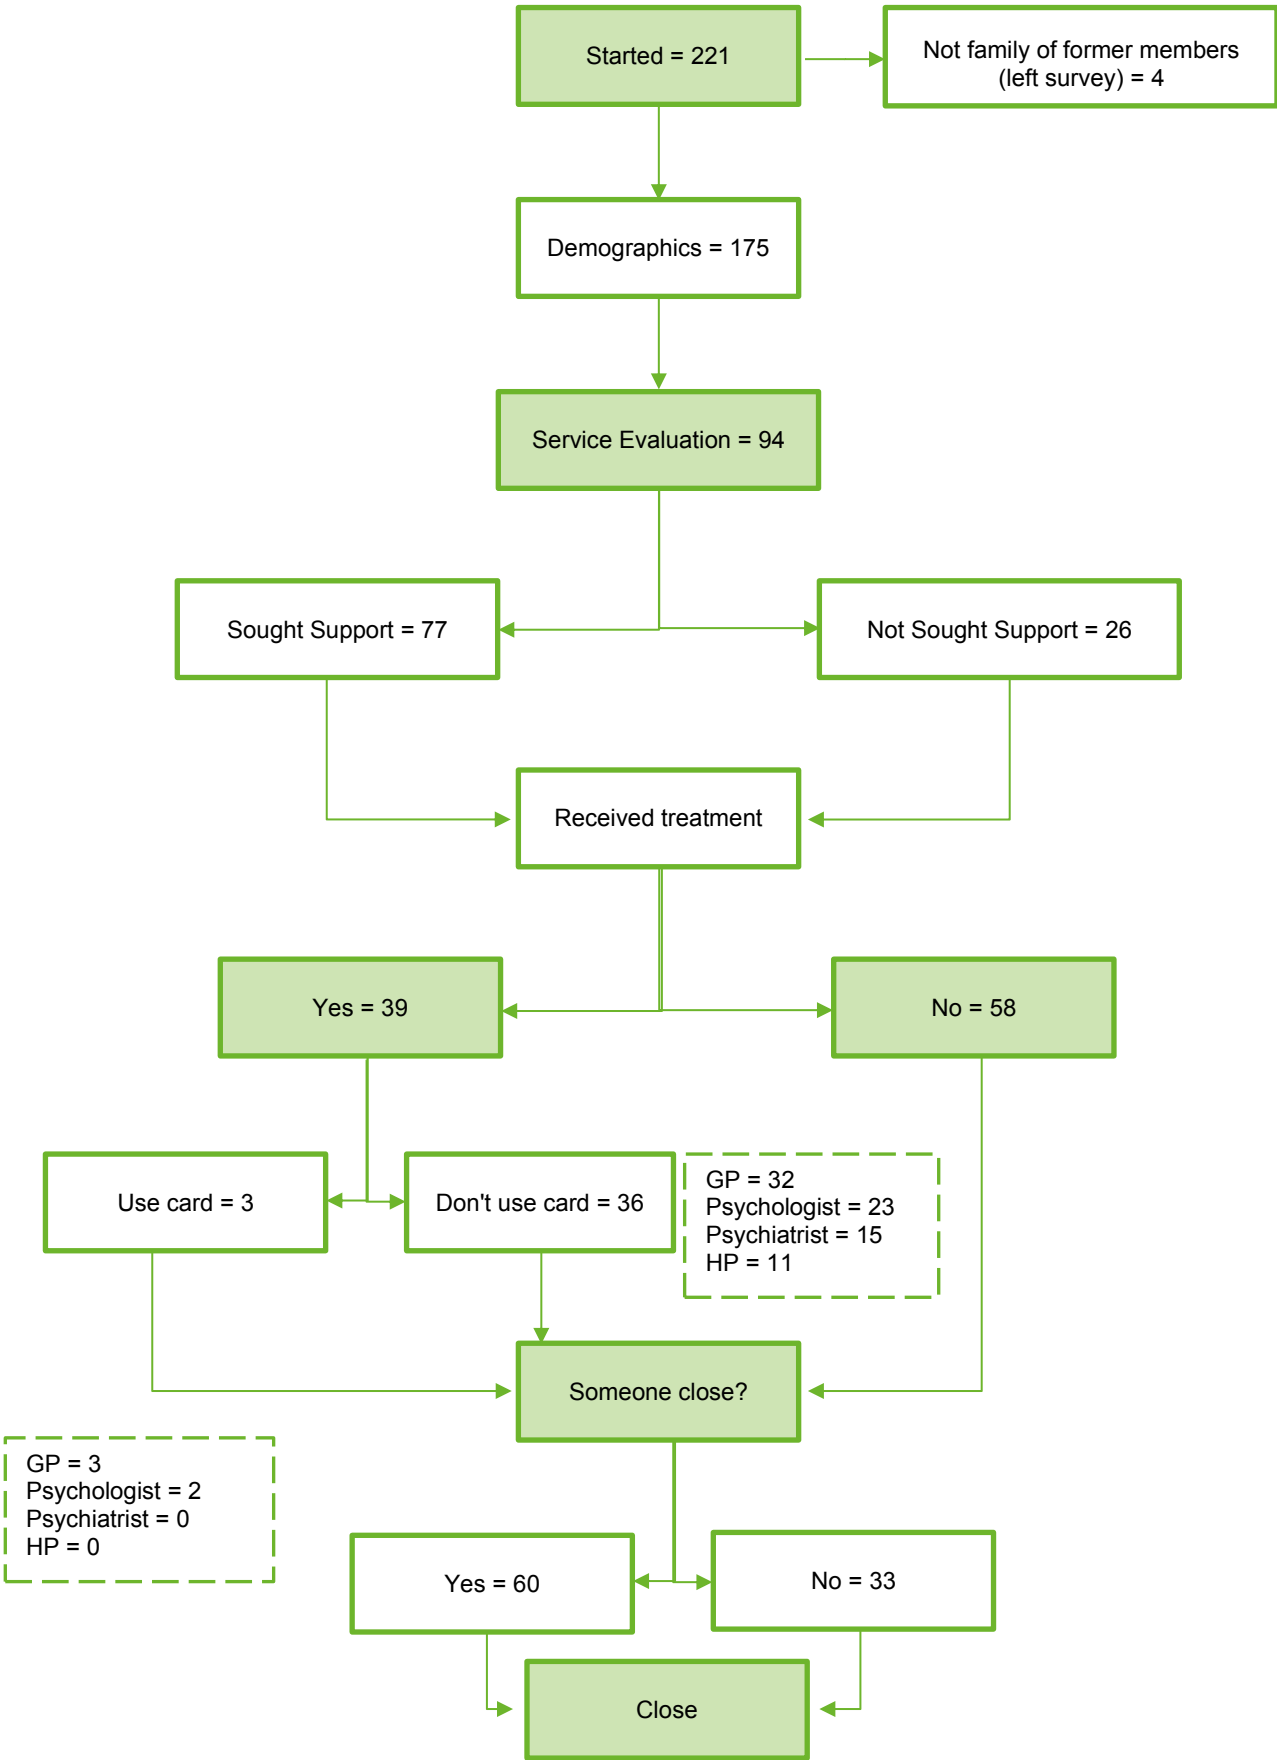 Started = 221
Not family of former members
(left survey) = 4
Demographics = 175
Service Evaluation = 94
Sought Support = 77
Not Sought Support = 26
Received treatment
Yes = 39
No = 58
Use card = 3
Don't use card = 36
GP = 32
Psychologist = 23
Psychiatrist = 15
HP = 11
Someone close?
GP = 3
Psychologist = 2
Psychiatrist = 0
HP = 0
Yes = 60
No = 33
Close